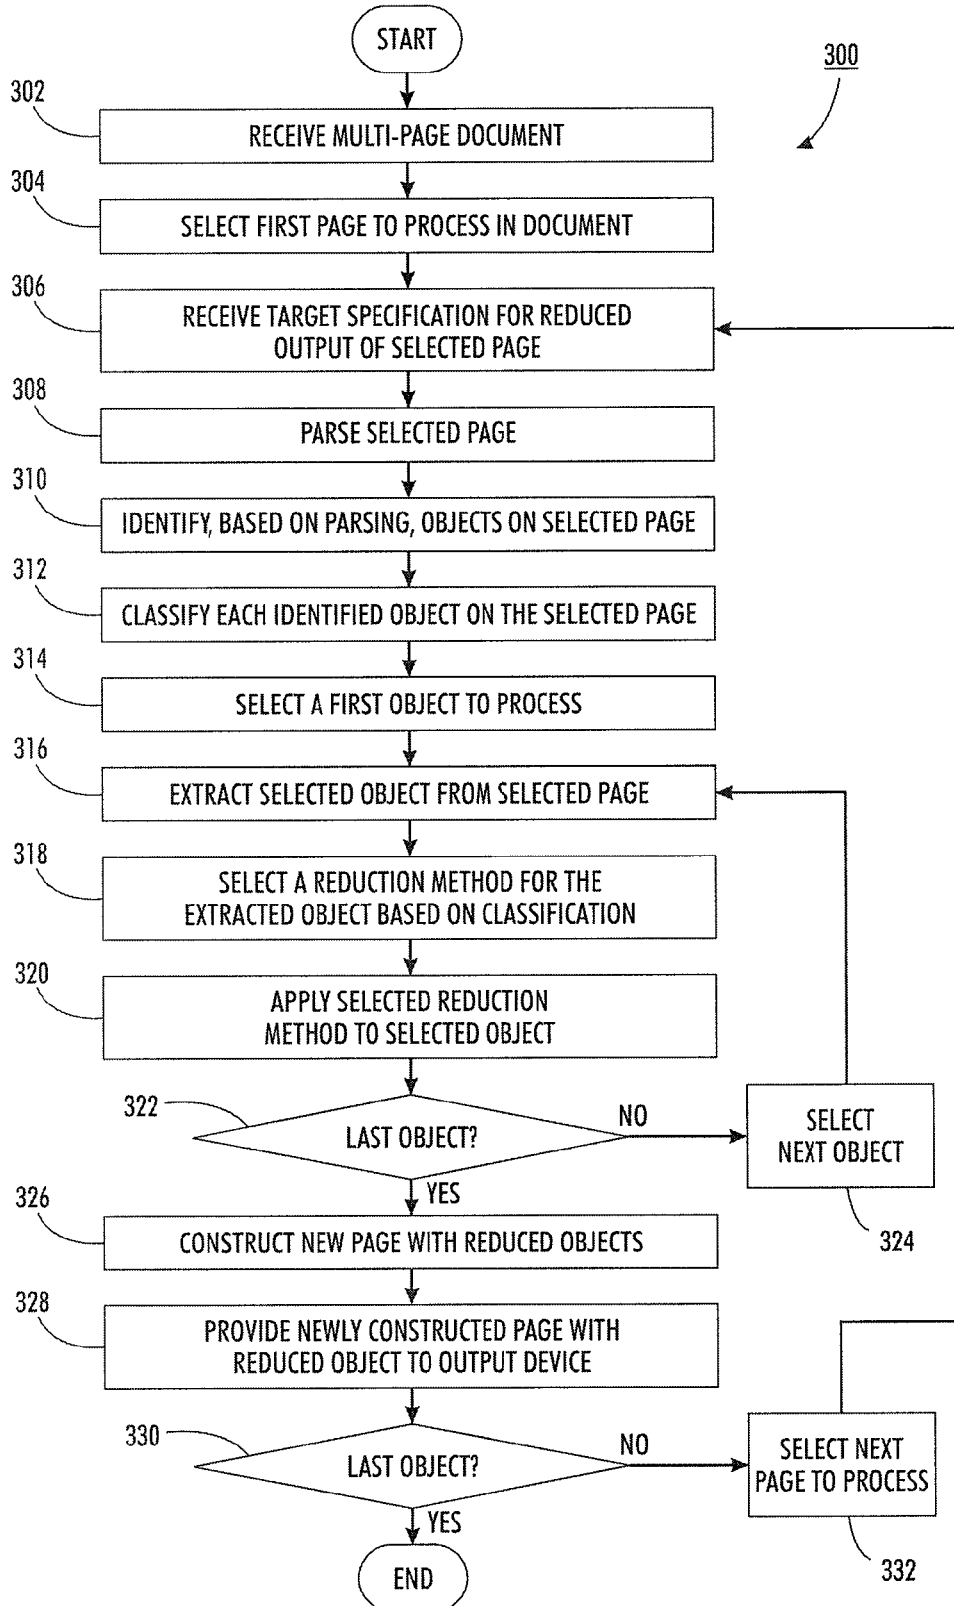 START
300
302
RECEIVE MULTI-PAGE DOCUMENT
304
SELECT FIRST PAGE TO PROCESS IN DOCUMENT
306
RECEIVE TARGET SPECIFICATION FOR REDUCED
OUTPUT OF SELECTED PAGE
308
PARSE SELECTED PAGE
310
IDENTIFY, BASED ON PARSING, OBJECTS ON SELECTED PAGE
312
CLASSIFY EACH IDENTIFIED OBJECT ON THE SELECTED PAGE
314
SELECT A FIRST OBJECT TO PROCESS
316
EXTRACT SELECTED OBJECT FROM SELECTED PAGE
318
SELECT A REDUCTION METHOD FOR THE
EXTRACTED OBJECT BASED ON CLASSIFICATION
320
APPLY SELECTED REDUCTION
METHOD TO SELECTED OBJECT
322
LAST OBJECT?
NO
SELECT
NEXT OBJECT
324
YES
326
CONSTRUCT NEW PAGE WITH REDUCED OBJECTS
328
PROVIDE NEWLY CONSTRUCTED PAGE WITH
REDUCED OBJECT TO OUTPUT DEVICE
330
LAST OBJECT?
NO
SELECT NEXT
PAGE TO PROCESS
332
YES
END